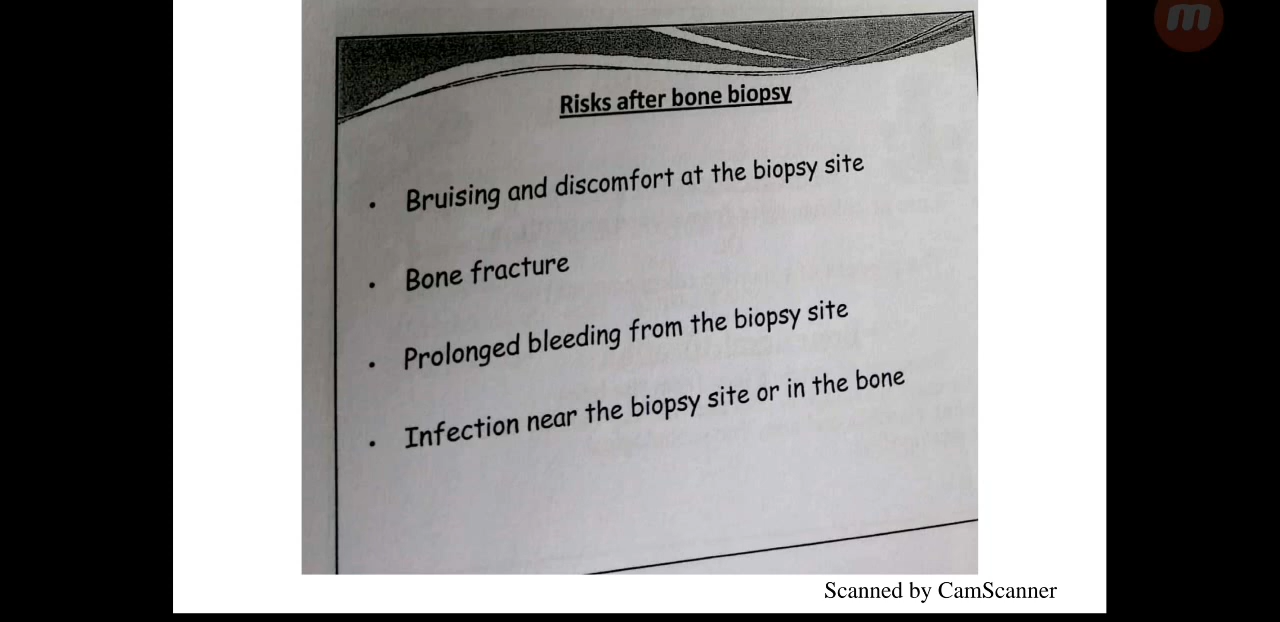 Risks after bone biopsy
• Bruising and discomfort at the biopsy site
• Bone fracture
• Prolonged bleeding from the biopsy site
• Infection near the biopsy site or in the bone
Scanned by CamScanner